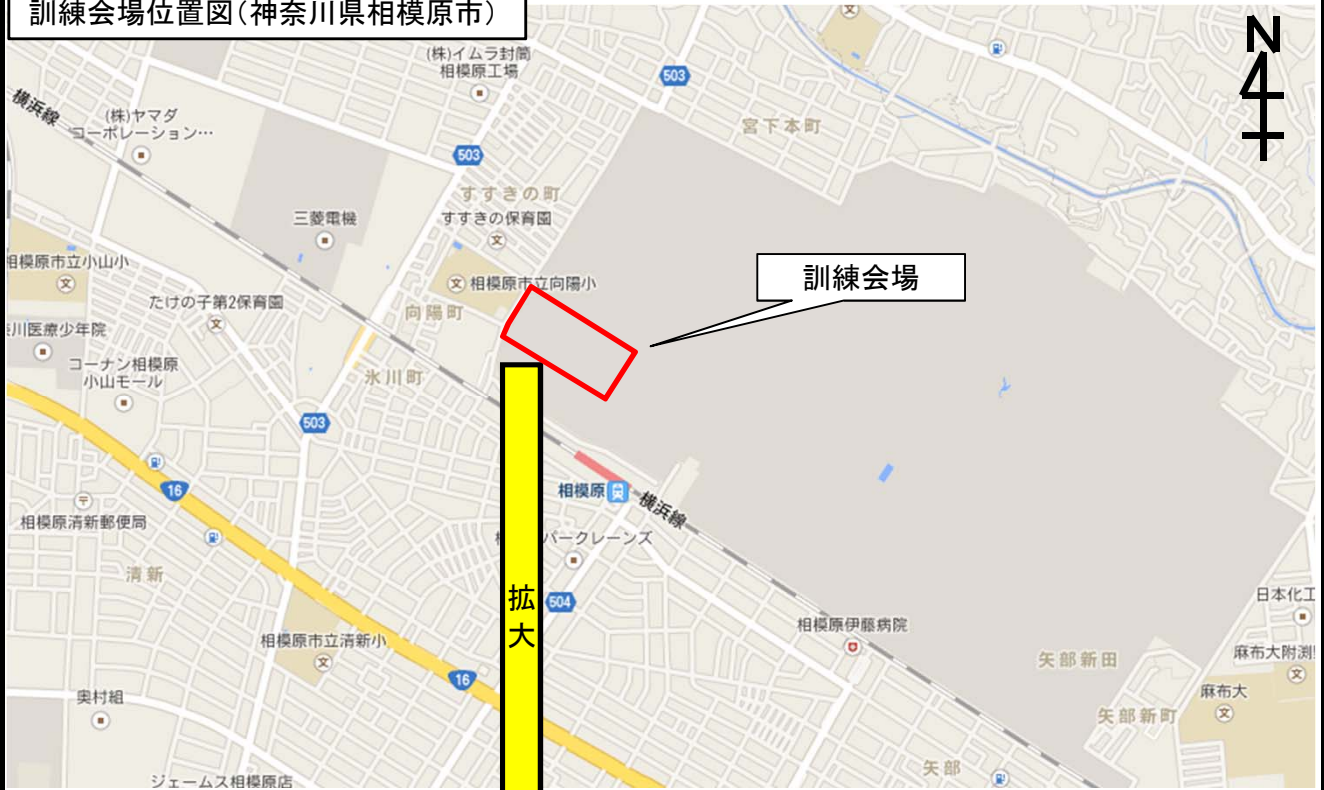 訓練会場位置図（神奈川県相模原市）
N
(株)イムラ封筒
相模原工場
503
横浜線
(株)ヤマダ
コーポレーション…
宮下本町
503
すすきの町
すすきの保育園
三菱電機
相模原市立小山小
相模原市立向陽小
訓練会場
たけの子第2保育園
向陽町
川医療少年院
コーナン相模原
小山モール
氷川町
503
16
相模原
横浜線
相模原清新郵便局
パークレーンズ
清新
拡大
504
日本化工
相模原伊藤病院
相模原市立清新小
矢部新田
麻布大附渕
16
麻布大
奥村組
矢部新町
矢部
ジェームス相模原店